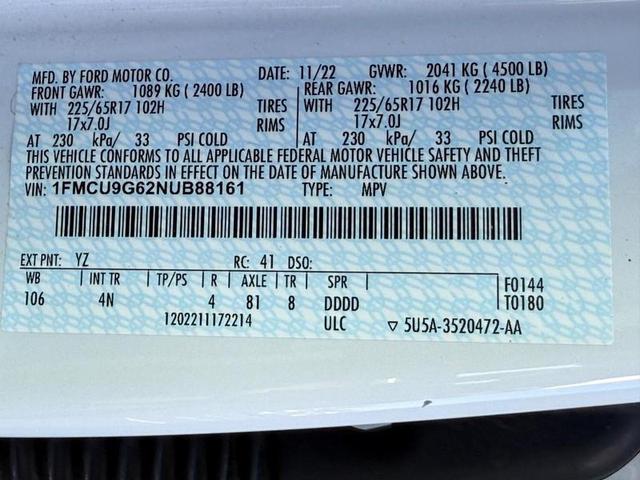 MFD. BY FORD MOTOR CO. DATE: 11/22 GVWR: 2041 KG ( 4500 LB)
FRONT GAWR: 1089 KG ( 2400 LB) REAR GAWR: 1016 KG ( 2240 LB)
WITH 225/65R17 102H TIRES WITH 225/65R17 102H TIRES
17x7.0J RIMS 17x7.0J RIMS
AT 230 kPa/ 33 PSI COLD AT 230 kPa/ 33 PSI COLD
THIS VEHICLE CONFORMS TO ALL APPLICABLE FEDERAL MOTOR VEHICLE SAFETY AND THEFT
PREVENTION STANDARDS IN EFFECT ON THE DATE OF MANUFACTURE SHOWN ABOVE.
VIN: 1FMCU9G62NUB88161 TYPE: MPV
EXT PNT: YZ RC: 41 DSO:
WB INT TR TP/PS R AXLE TR SPR F0144
106 4N 4 81 8 DDDD T0180
1202211172214 ULC ▽ 5U5A-3520472-AA